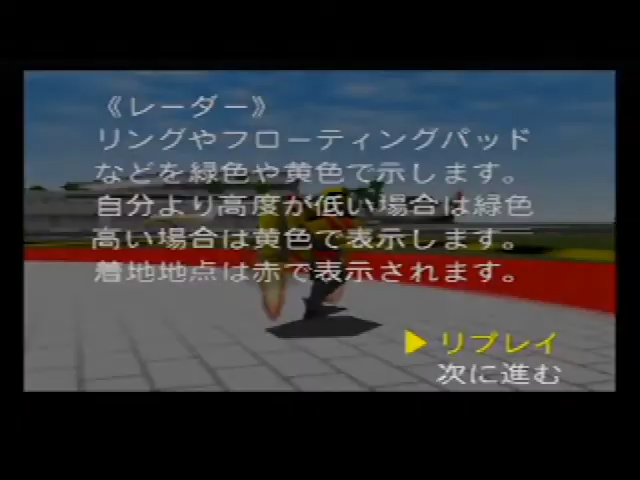 《レーダー》
リングやフローティングパッド
などを緑色や黄色で示します。
自分より高度が低い場合は緑色
高い場合は黄色で表示します。
着地地点は赤で表示されます。
▶ リプレイ
次に進む